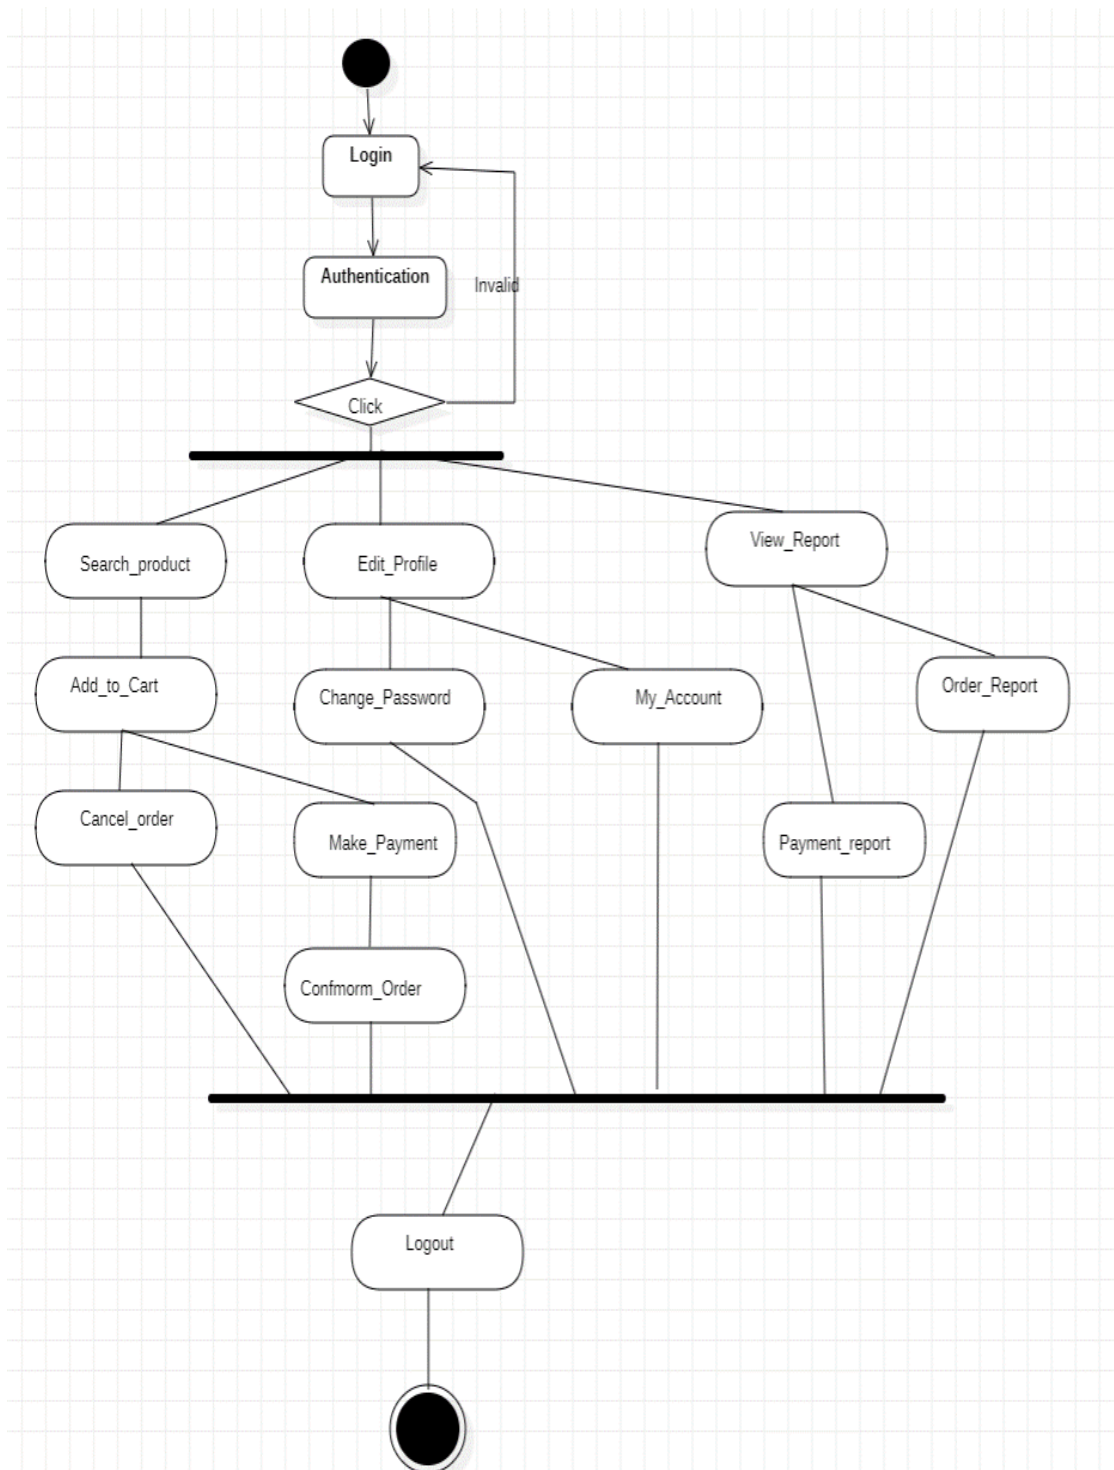 Login
Authentication
Invalid
Click
Search_product
Edit_Profile
View_Report
Add_to_Cart
Change_Password
My_Account
Order_Report
Cancel_order
Make_Payment
Payment_report
Confmorm_Order
Logout